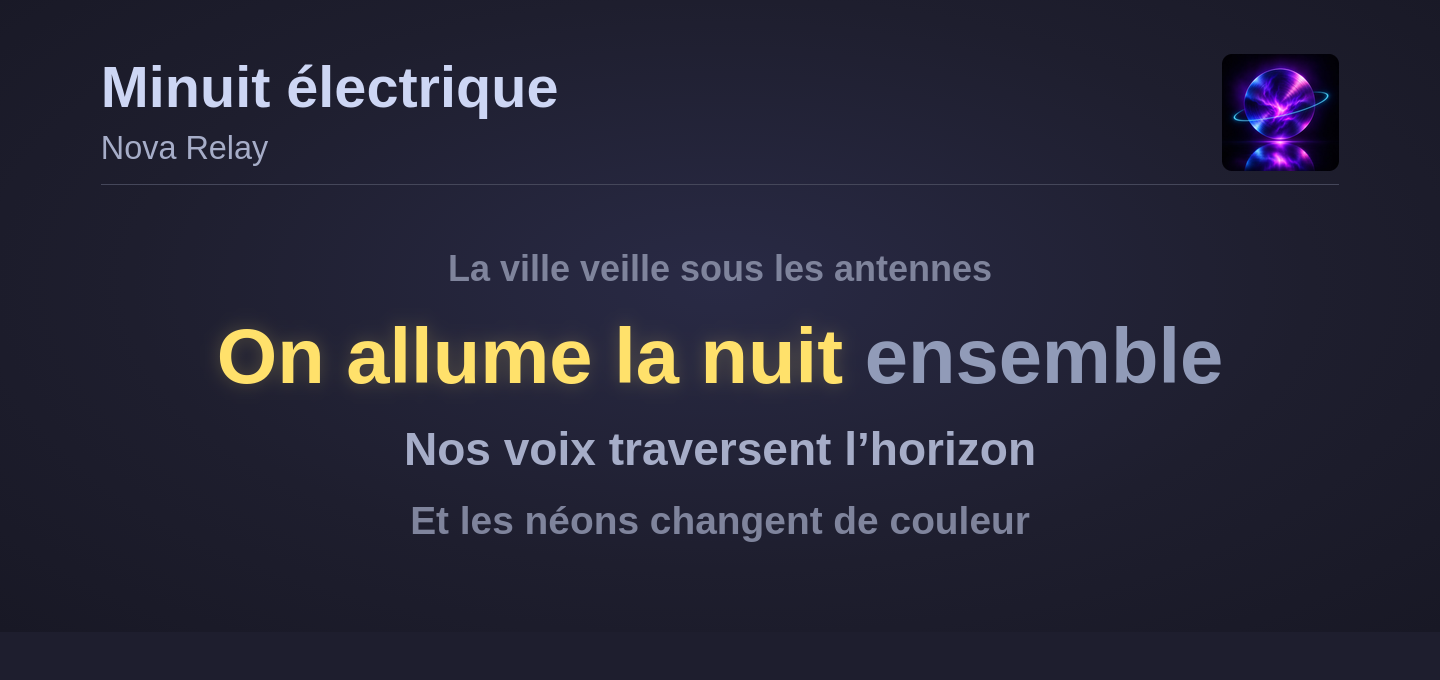 Minuit électrique
Nova Relay
La ville veille sous les antennes
On allume la nuit ensemble
Nos voix traversent l’horizon
Et les néons changent de couleur